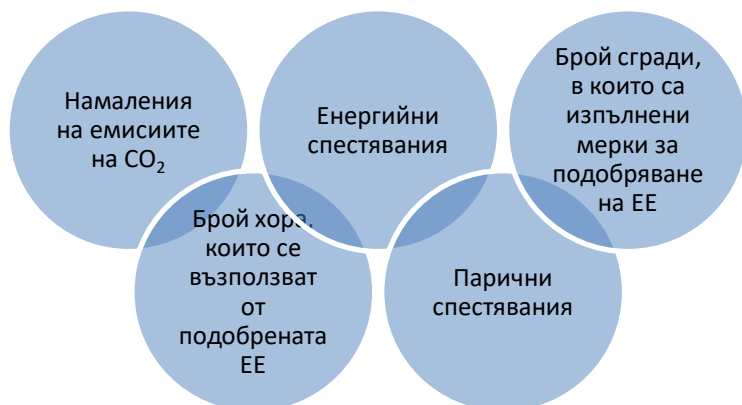 Намаления
на емисиите
на CO₂
Брой хора,
които се
възползват
от
подобрената
ЕЕ
Енергийни
спестявания
Парични
спестявания
Брой сгради,
в които са
изпълнени
мерки за
подобряване
на ЕЕ